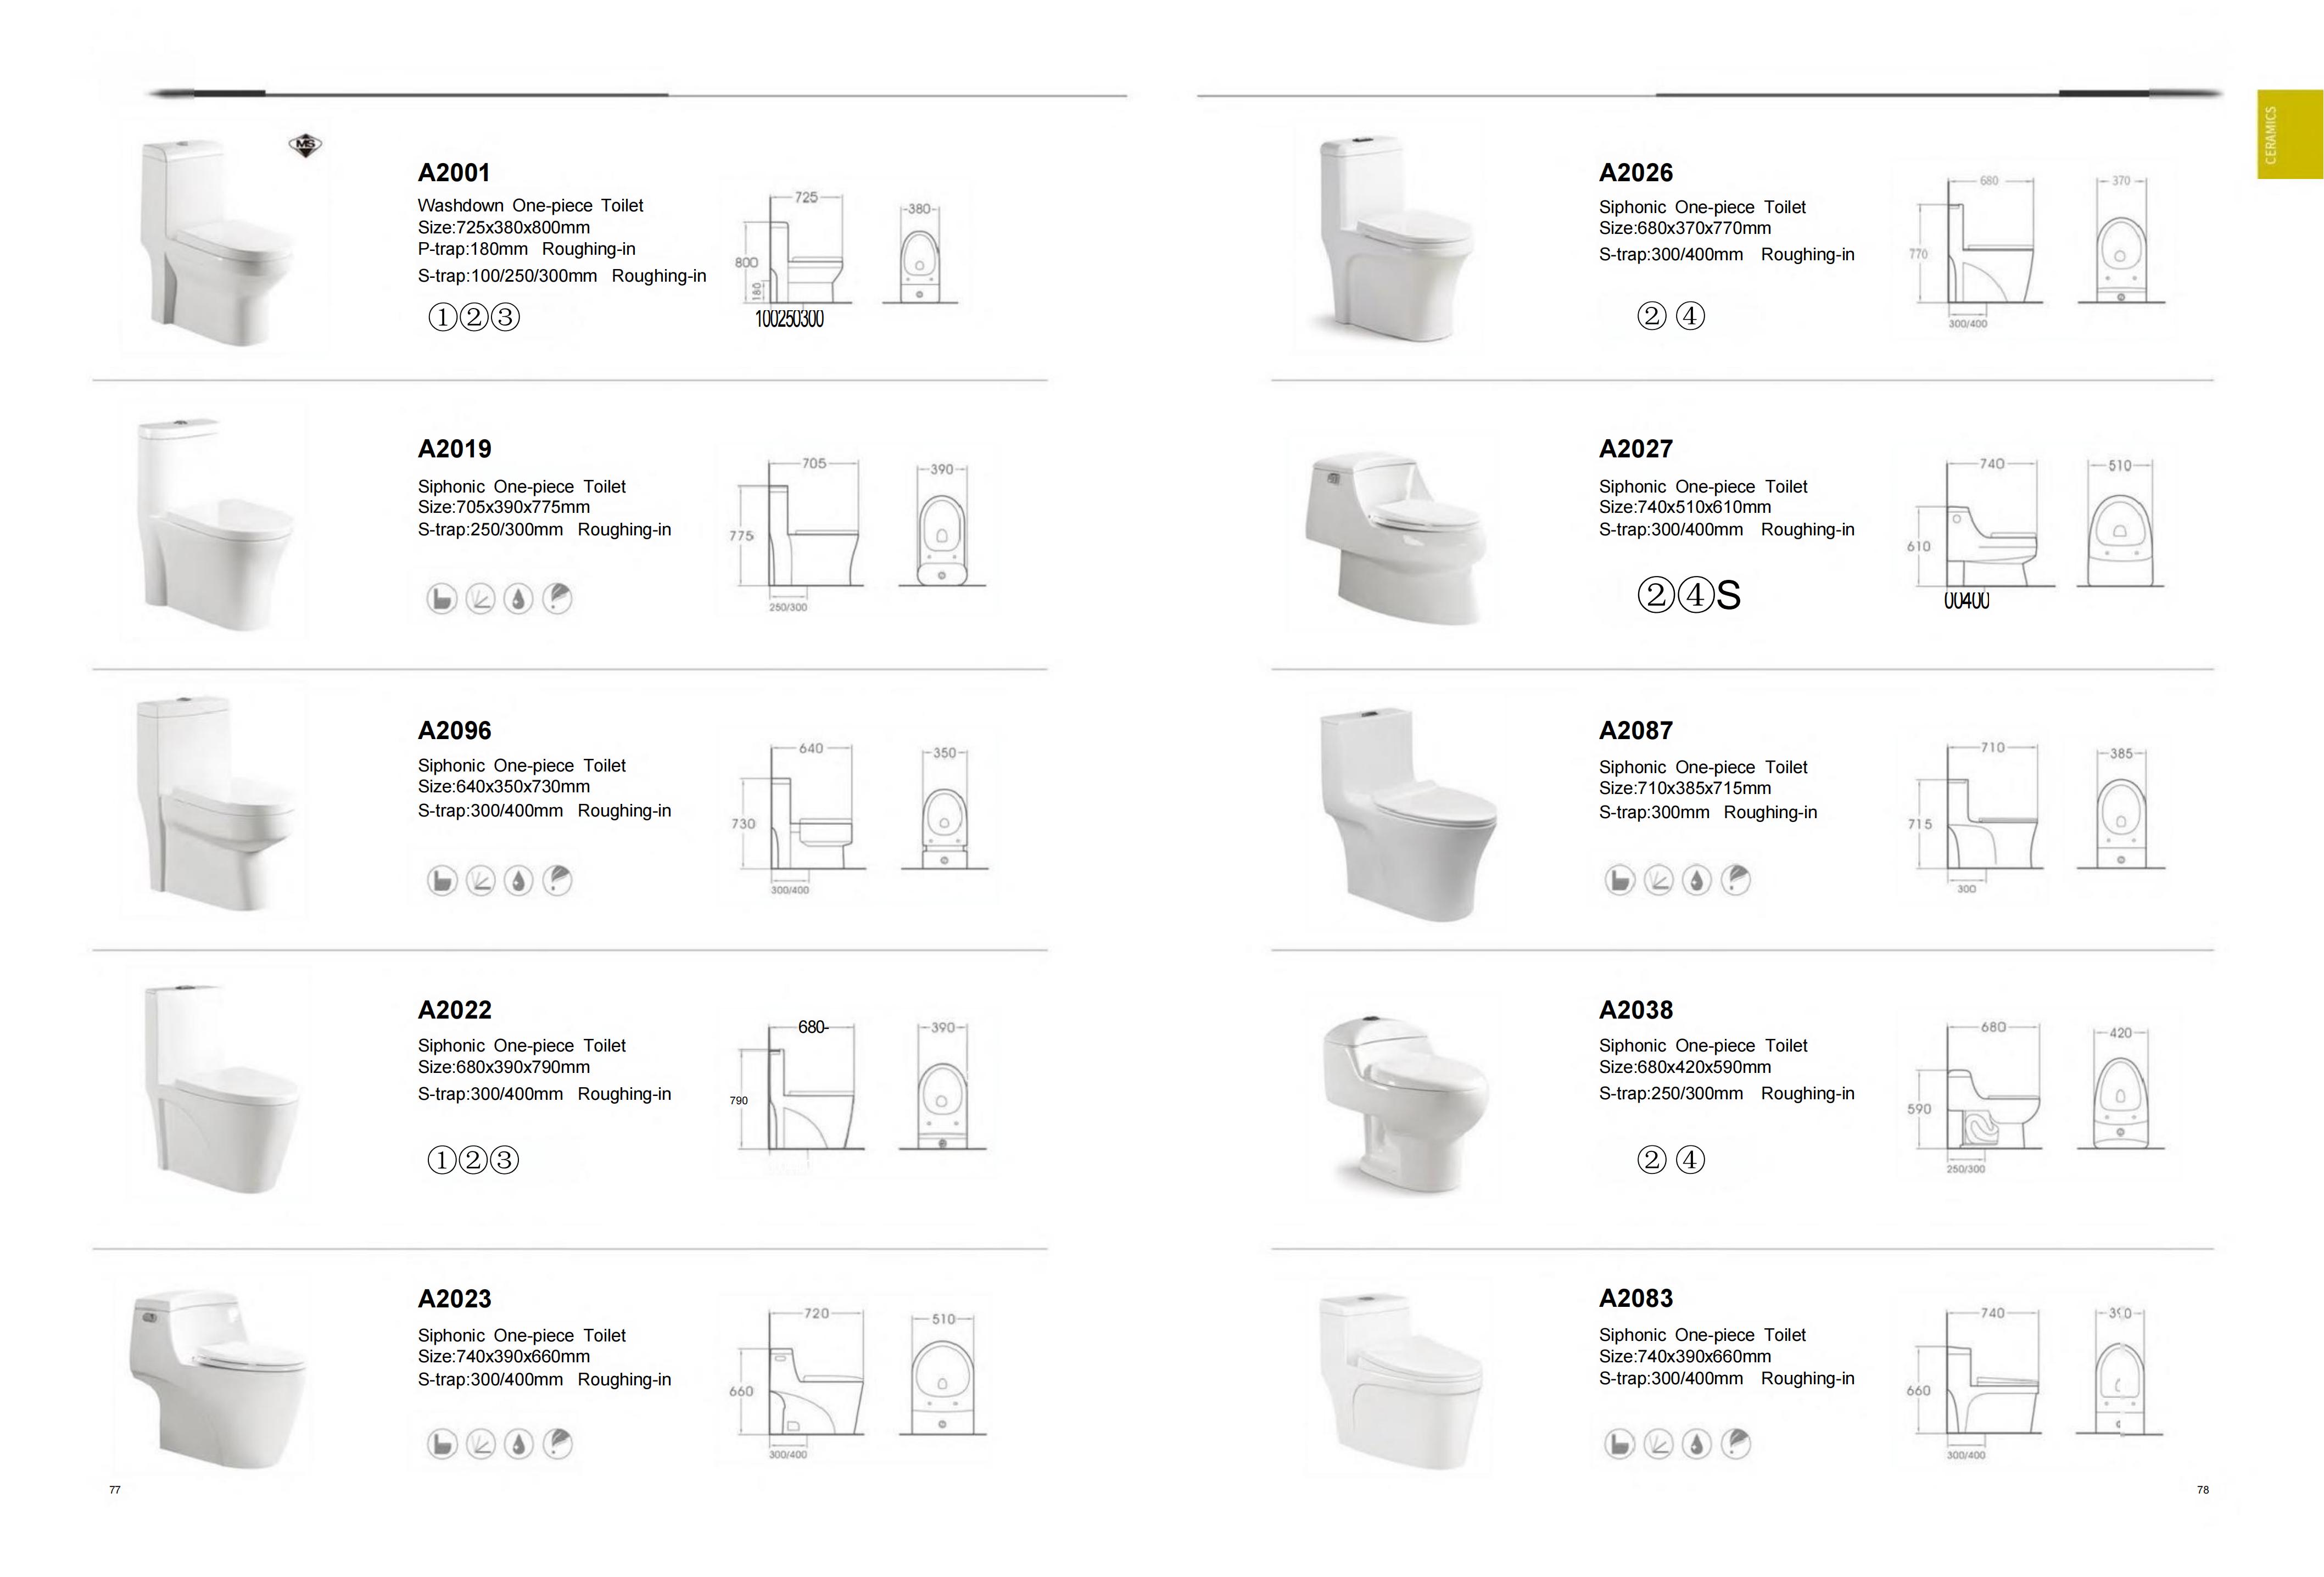 CERAMICS
MS
A2001
Washdown One-piece Toilet
Size:725x380x800mm
P-trap:180mm Roughing-in
S-trap:100/250/300mm Roughing-in
①②③
725
380
800
180
100250300
A2019
Siphonic One-piece Toilet
Size:705x390x775mm
S-trap:250/300mm Roughing-in
705
390
775
250/300
A2096
Siphonic One-piece Toilet
Size:640x350x730mm
S-trap:300/400mm Roughing-in
640
350
730
300/400
A2022
Siphonic One-piece Toilet
Size:680x390x790mm
S-trap:300/400mm Roughing-in
①②③
680-
390
790
A2023
Siphonic One-piece Toilet
Size:740x390x660mm
S-trap:300/400mm Roughing-in
720
510
660
300/400
77
A2026
Siphonic One-piece Toilet
Size:680x370x770mm
S-trap:300/400mm Roughing-in
② ④
680
370
770
300/400
A2027
Siphonic One-piece Toilet
Size:740x510x610mm
S-trap:300/400mm Roughing-in
②④S
740
510
610
00400
A2087
Siphonic One-piece Toilet
Size:710x385x715mm
S-trap:300mm Roughing-in
710
385
715
300
A2038
Siphonic One-piece Toilet
Size:680x420x590mm
S-trap:250/300mm Roughing-in
② ④
680
420
590
250/300
A2083
Siphonic One-piece Toilet
Size:740x390x660mm
S-trap:300/400mm Roughing-in
740
390
660
300/400
78